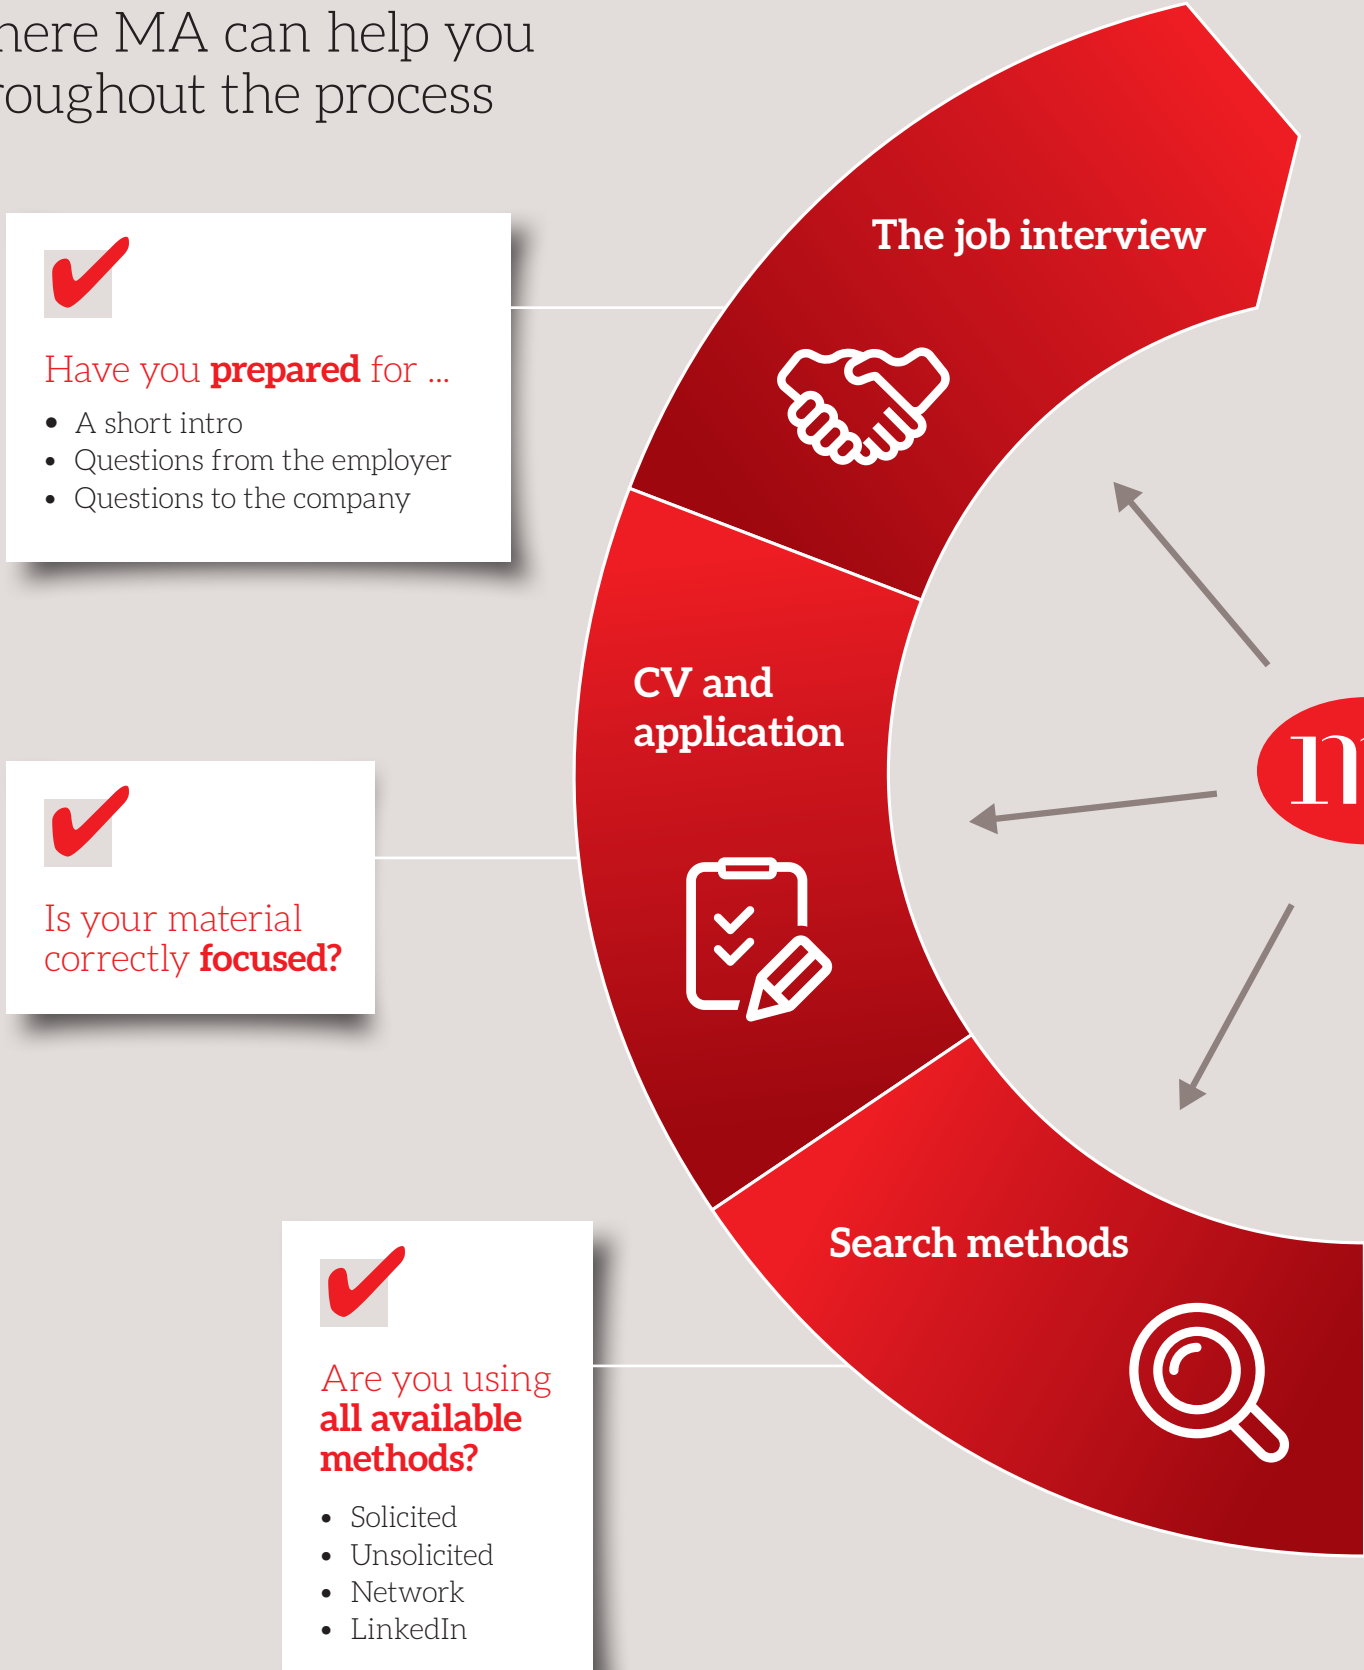 here MA can help you
roughout the process
The job interview
Have you prepared for ...
• A short intro
• Questions from the employer
• Questions to the company
CV and
application
Is your material
correctly focused?
Search methods
Are you using
all available
methods?
• Solicited
• Unsolicited
• Network
• LinkedIn